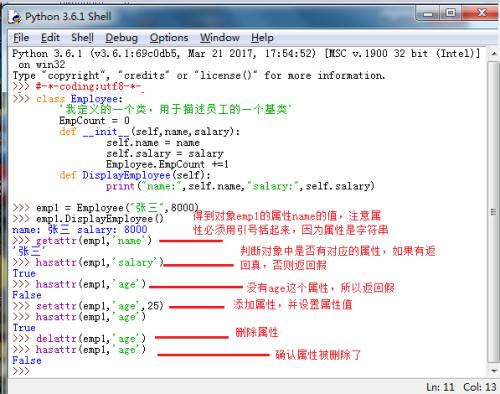 Python 3.6.1 Shell
File Edit Shell Debug Options Window Help
Python 3.6.1 (v3.6.1:69c0db5, Mar 21 2017, 17:54:52) [MSC v.1900 32 bit (Intel)]
on win32
Type "copyright", "credits" or "license()" for more information.
>>> #-*-coding:utf8-*-
>>> class Employee:
'我定义的一个类，用于描述员工的一个基类'
EmpCount = 0
def __init__(self,name,salary):
self.name = name
self.salary = salary
Employee.EmpCount +=1
def DisplayEmployee(self):
print("name:",self.name,"salary:",self.salary)
>>> emp1 = Employee("张三",8000)
>>> emp1.DisplayEmployee()
name: 张三 salary: 8000
得到对象emp1的属性name的值，注意属
性必须用引号括起来，因为属性是字符串
>>> getattr(emp1,'name')
'张三'
判断对象中是否有对应的属性，如果有返
回真，否则返回假
>>> hasattr(emp1,'salary')
True
>>> hasattr(emp1,'age')
没有age这个属性，所以返回假
False
>>> setattr(emp1,'age',25)
添加属性，并设置属性值
>>> hasattr(emp1,'age')
True
>>> delattr(emp1,'age')
删除属性
>>> hasattr(emp1,'age')
确认属性被删除了
False
>>>
Ln: 11 Col: 13